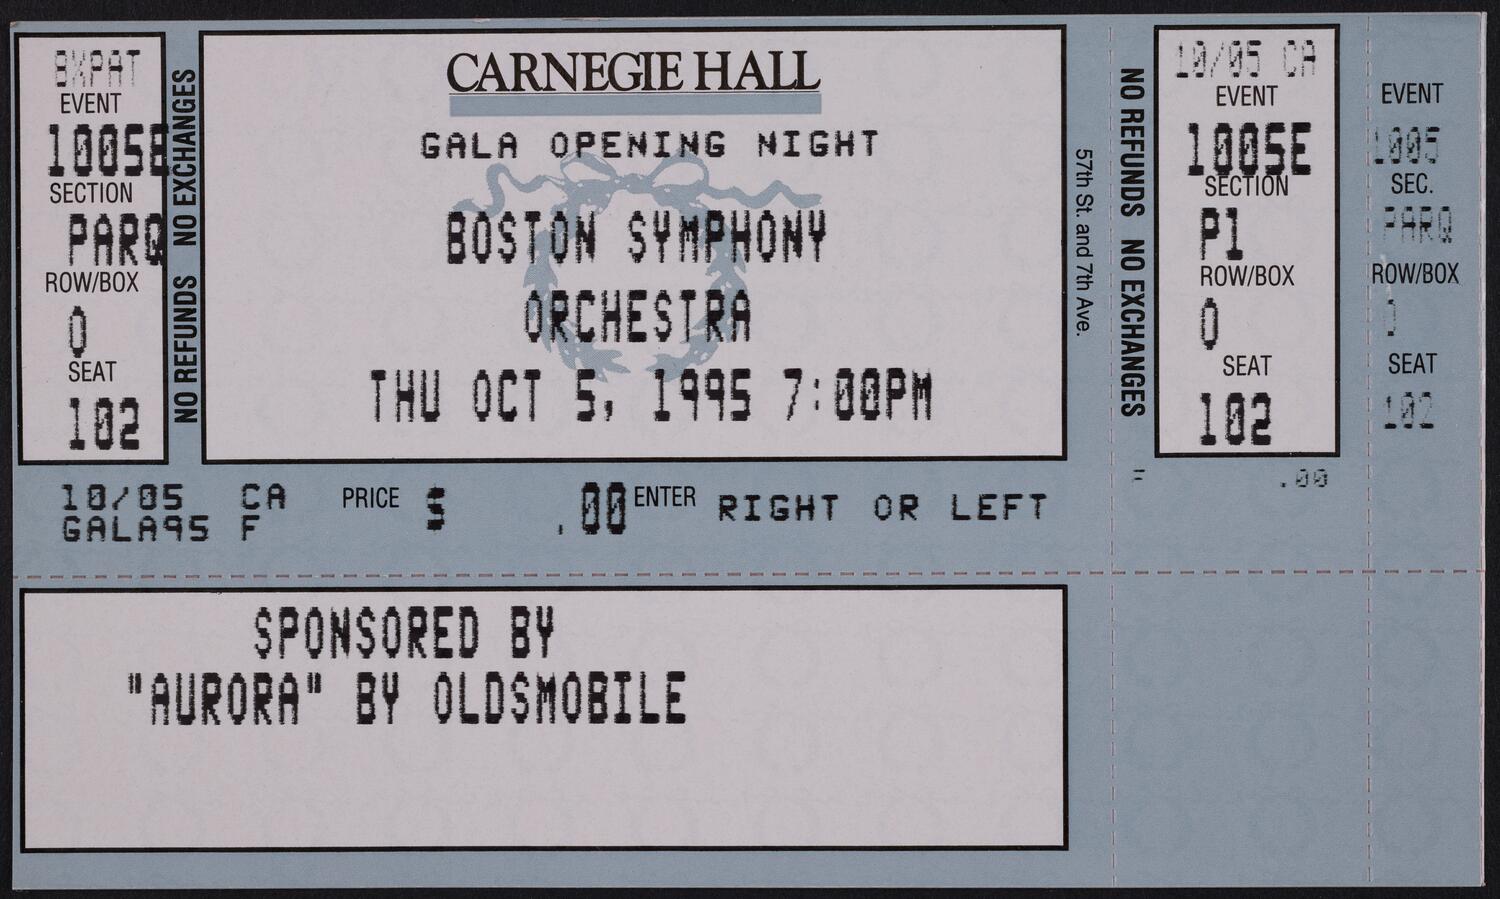 BXPAT
EVENT
1005E
SECTION
PARQ
ROW/BOX
O
SEAT
102
NO REFUNDS NO EXCHANGES
CARNEGIE HALL
GALA OPENING NIGHT
BOSTON SYMPHONY
ORCHESTRA
THU OCT 5, 1995 7:00PM
57th St. and 7th Ave.
10/05 CA
GALA95 F
PRICE $ .00 ENTER RIGHT OR LEFT
SPONSORED BY
"AURORA" BY OLDSMOBILE
NO REFUNDS NO EXCHANGES
10/05 CA
EVENT
1005E
SECTION
P1
ROW/BOX
O
SEAT
102
F .00
EVENT
1005
SEC.
PARQ
ROW/BOX
SEAT
102